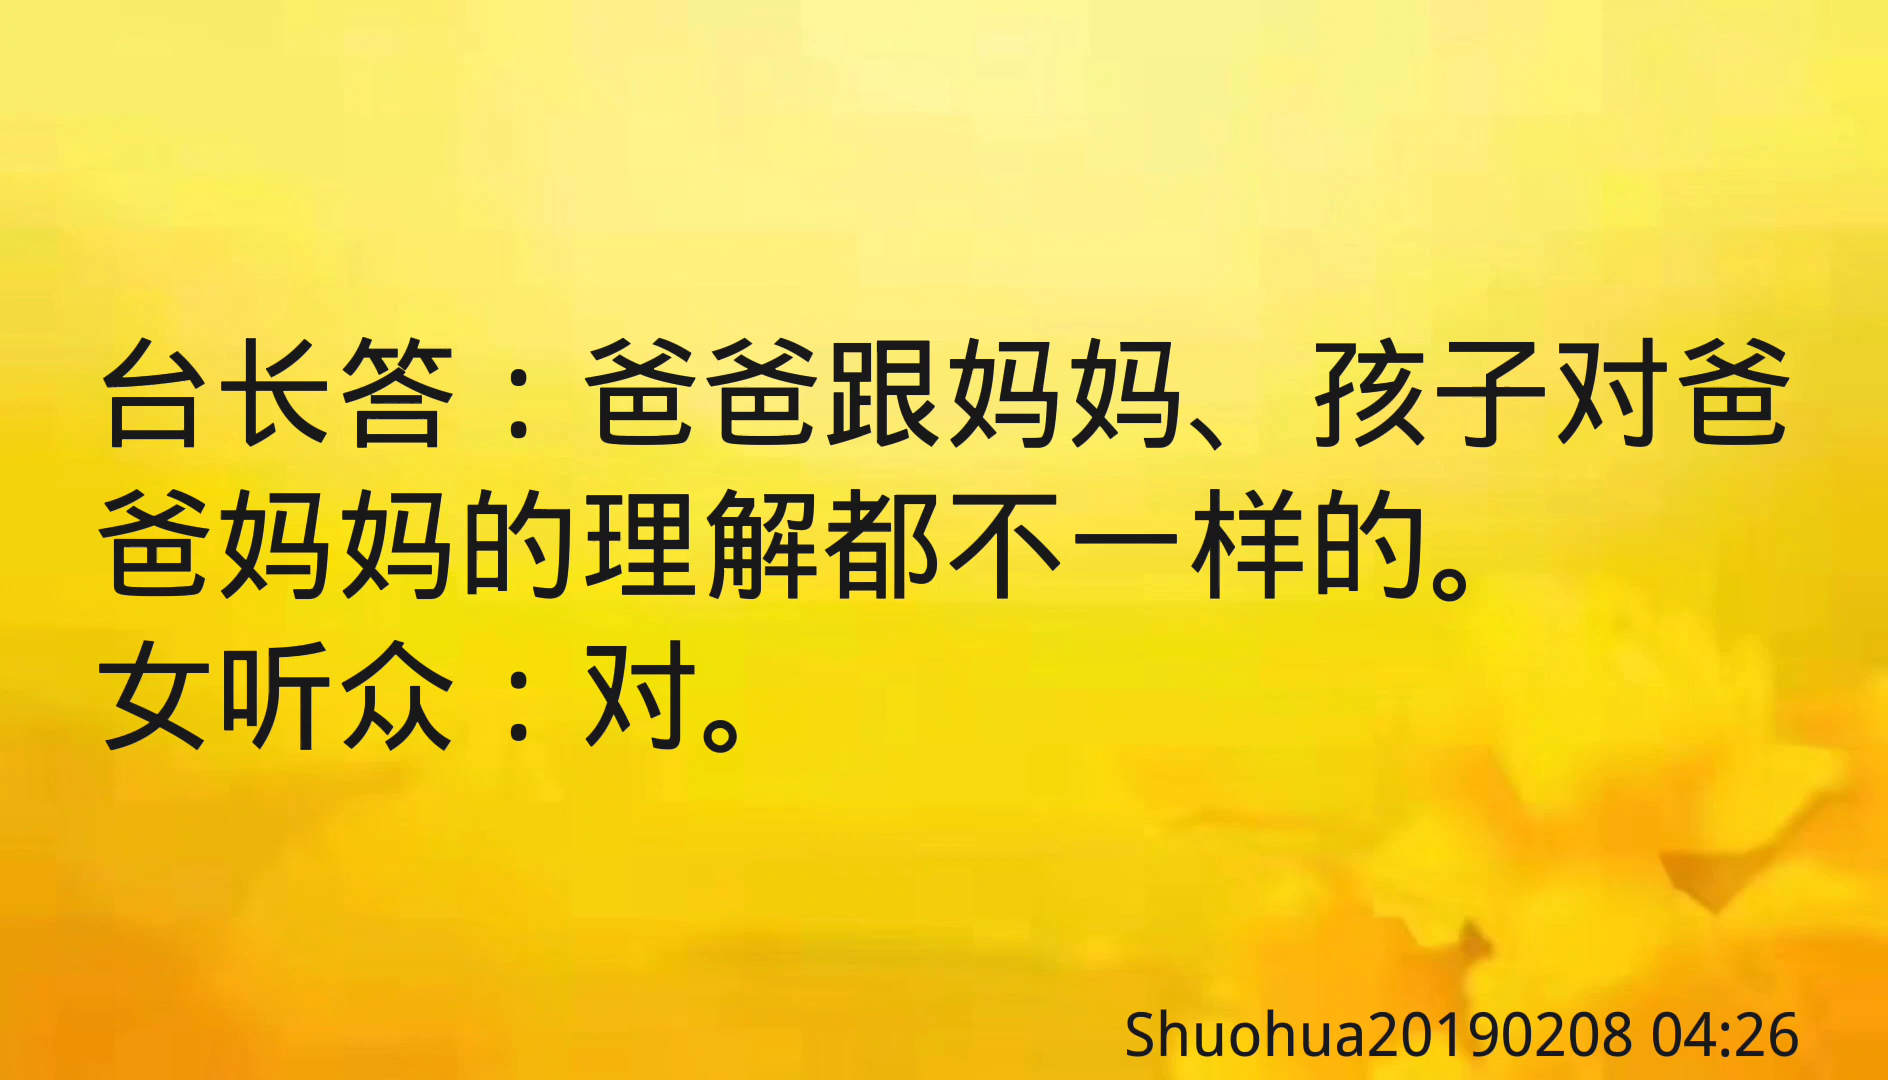 台长答：爸爸跟妈妈、孩子对爸
爸妈妈的理解都不一样的。
女听众：对。
Shuohua20190208 04:26